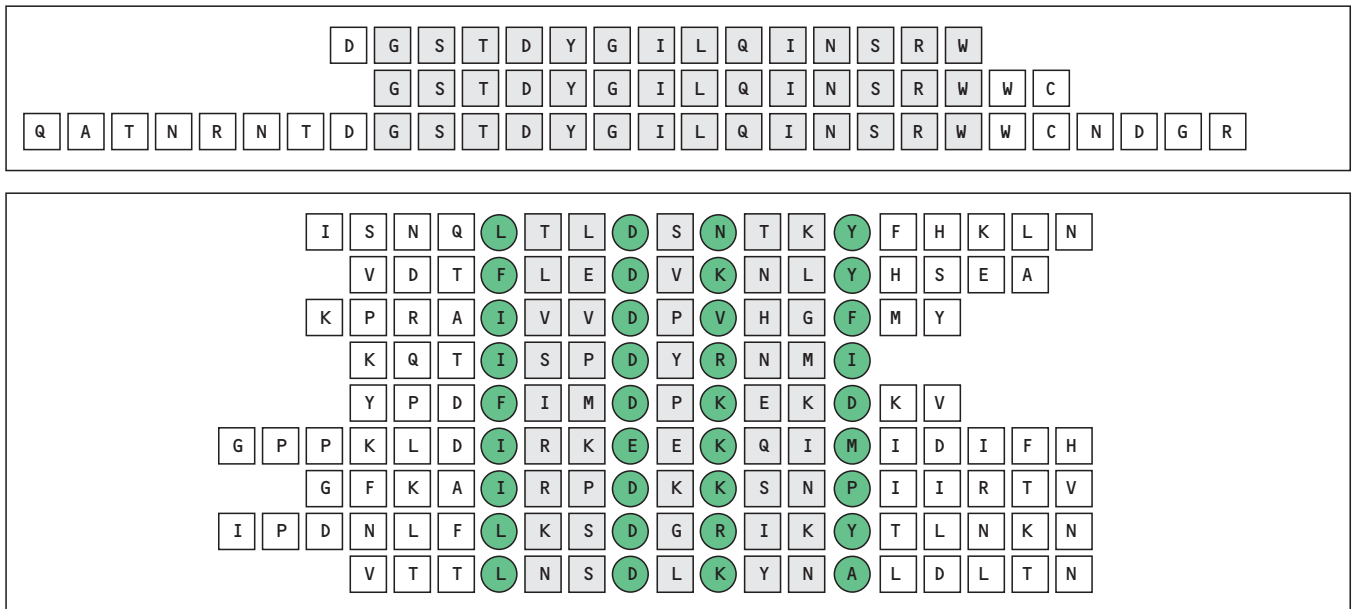 D G S T D Y G I L Q I N S R W
G S T D Y G I L Q I N S R W W C
Q A T N R N T D G S T D Y G I L Q I N S R W W C N D G R
I S N Q L T L D S N T K Y F H K L N
V D T F L E D V K N L Y H S E A
K P R A I V V D P V H G F M Y
K Q T I S P D Y R N M I
Y P D F I M D P K E K D K V
G P P K L D I R K E E K Q I M I D I F H
G F K A I R P D K K S N P I I R T V
I P D N L F L K S D G R I K Y T L N K N
V T T L N S D L K Y N A L D L T N